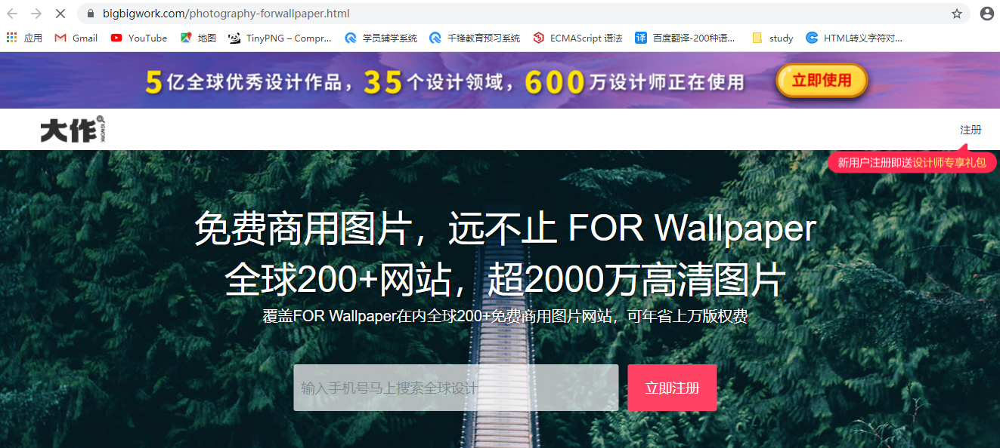 bigbigwork.com/photography-forwallpaper.html
应用 Gmail YouTube 地图 TinyPNG – Compr... 学员辅学系统 千锋教育预习系统 ECMAScript 语法 译 百度翻译-200种语... study HTML转义字符对...
5亿全球优秀设计作品，35个设计领域，600万设计师正在使用 立即使用
大作 BIGWORK
注册
新用户注册即送设计师专享礼包
免费商用图片，远不止 FOR Wallpaper
全球200+网站，超2000万高清图片
覆盖FOR Wallpaper在内全球200+免费商用图片网站，可年省上万版权费
输入手机号马上搜索全球设计 立即注册